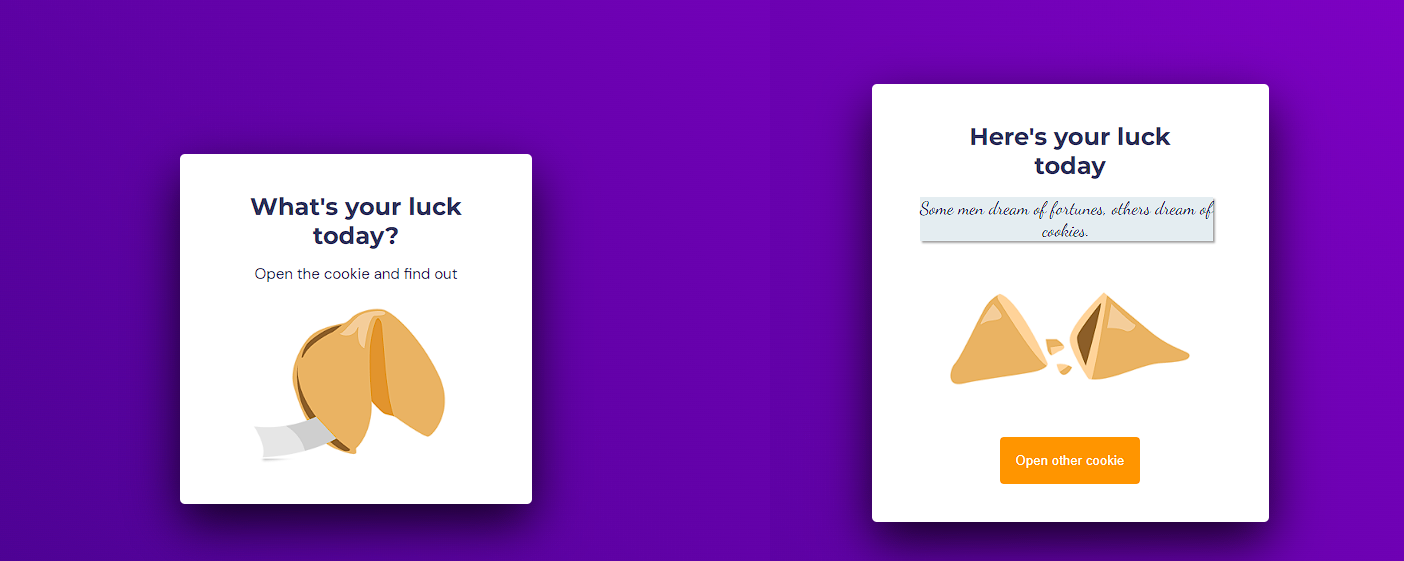 What's your luck
today?
Open the cookie and find out
Here's your luck
today
Some men dream of fortunes, others dream of
cookies.
Open other cookie